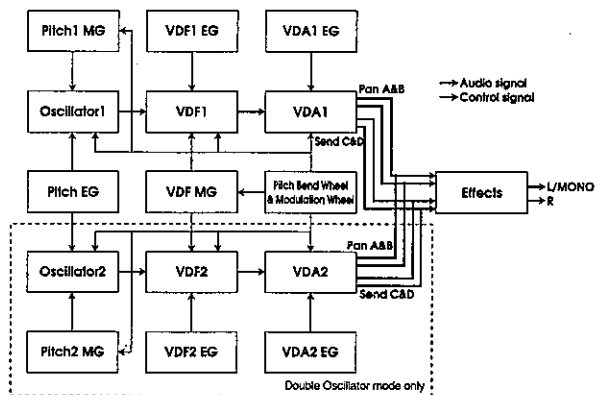 Pitch1 MG
VDF1 EG
VDA1 EG
Pan A&B
Audio signal
Control signal
Oscillator1
VDF1
VDA1
Send C&D
Pitch EG
VDF MG
Pitch Bend Wheel
& Modulation Wheel
Effects
L/MONO
R
Pan A&B
Oscillator2
VDF2
VDA2
Send C&D
Pitch2 MG
VDF2 EG
VDA2 EG
Double Oscillator mode only